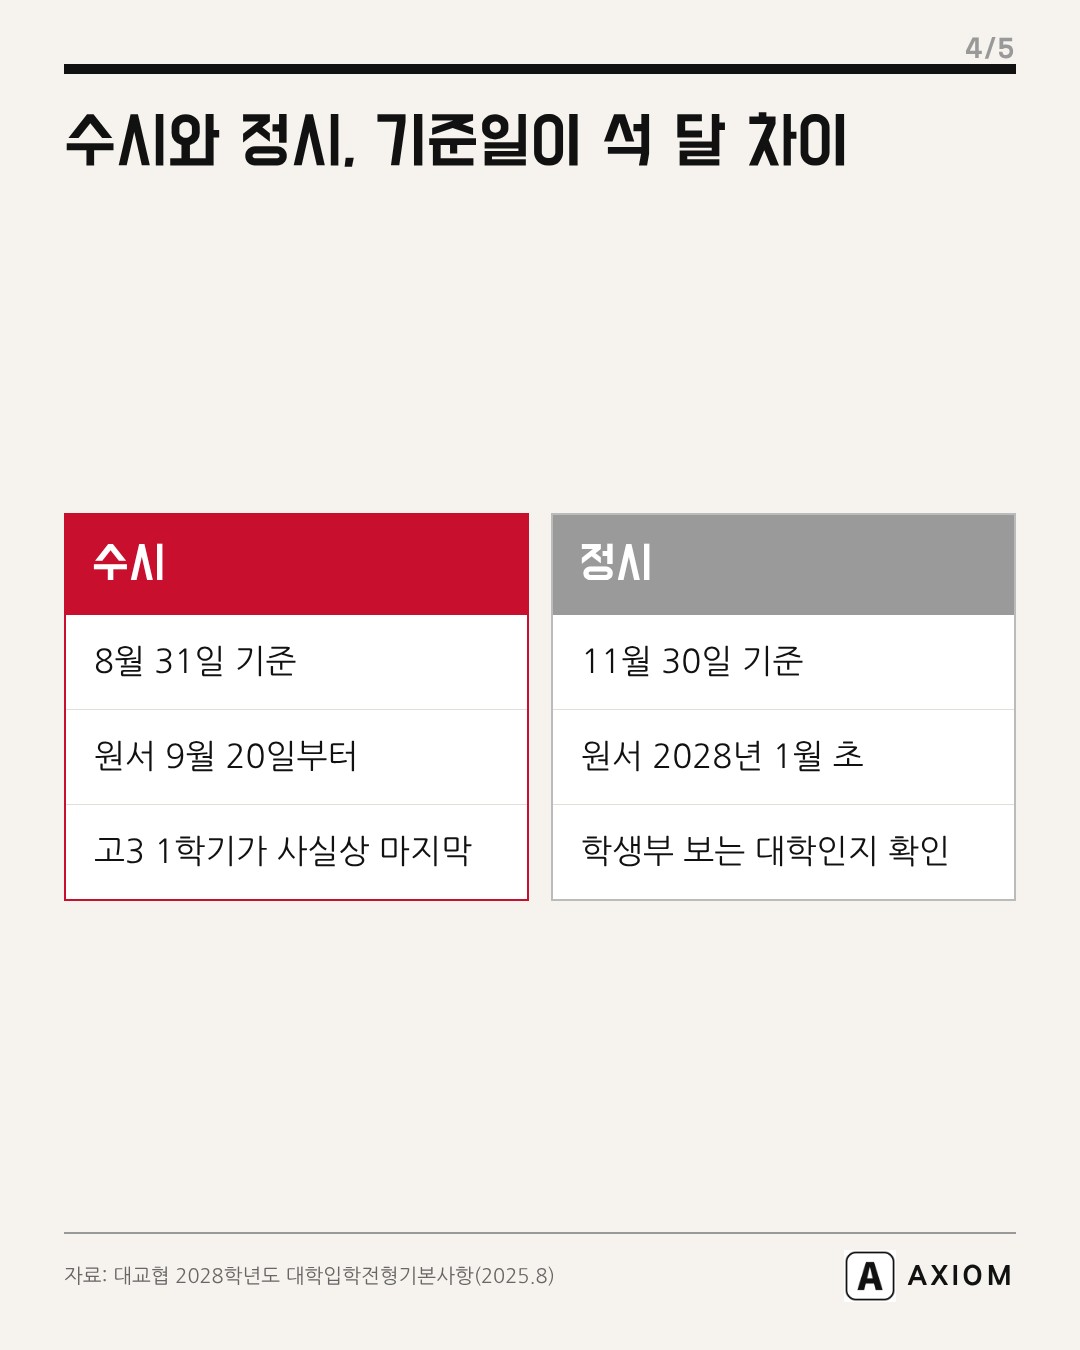 4/5
수시와 정시, 기준일이 석 달 차이
수시
8월 31일 기준
원서 9월 20일부터
고3 1학기가 사실상 마지막
정시
11월 30일 기준
원서 2028년 1월 초
학생부 보는 대학인지 확인
자료: 대교협 2028학년도 대학입학전형기본사항(2025.8)
A AXIOM